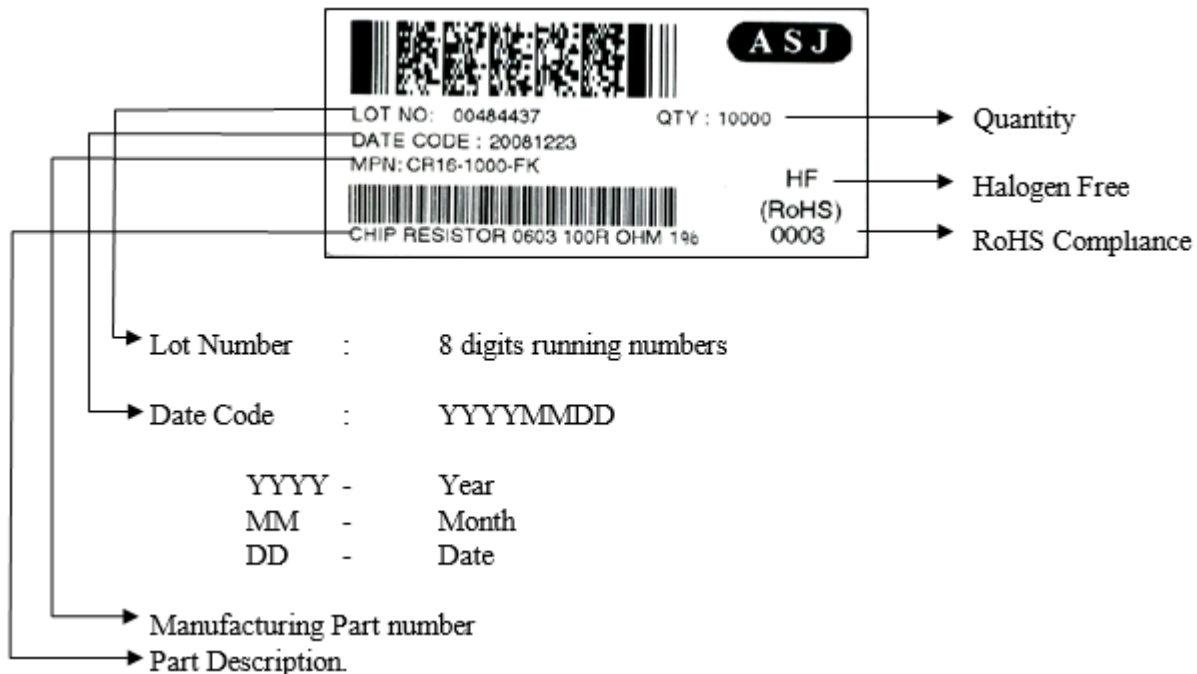 A S J
LOT NO: 00484437 QTY : 10000
Quantity
DATE CODE : 20081223
MPN: CR16-1000-FK
HF
Halogen Free
(RoHS)
CHIP RESISTOR 0603 100R OHM 1%
0003
RoHS Compliance
Lot Number : 8 digits running numbers
Date Code : YYYYMMDD
YYYY - Year
MM - Month
DD - Date
Manufacturing Part number
Part Description.